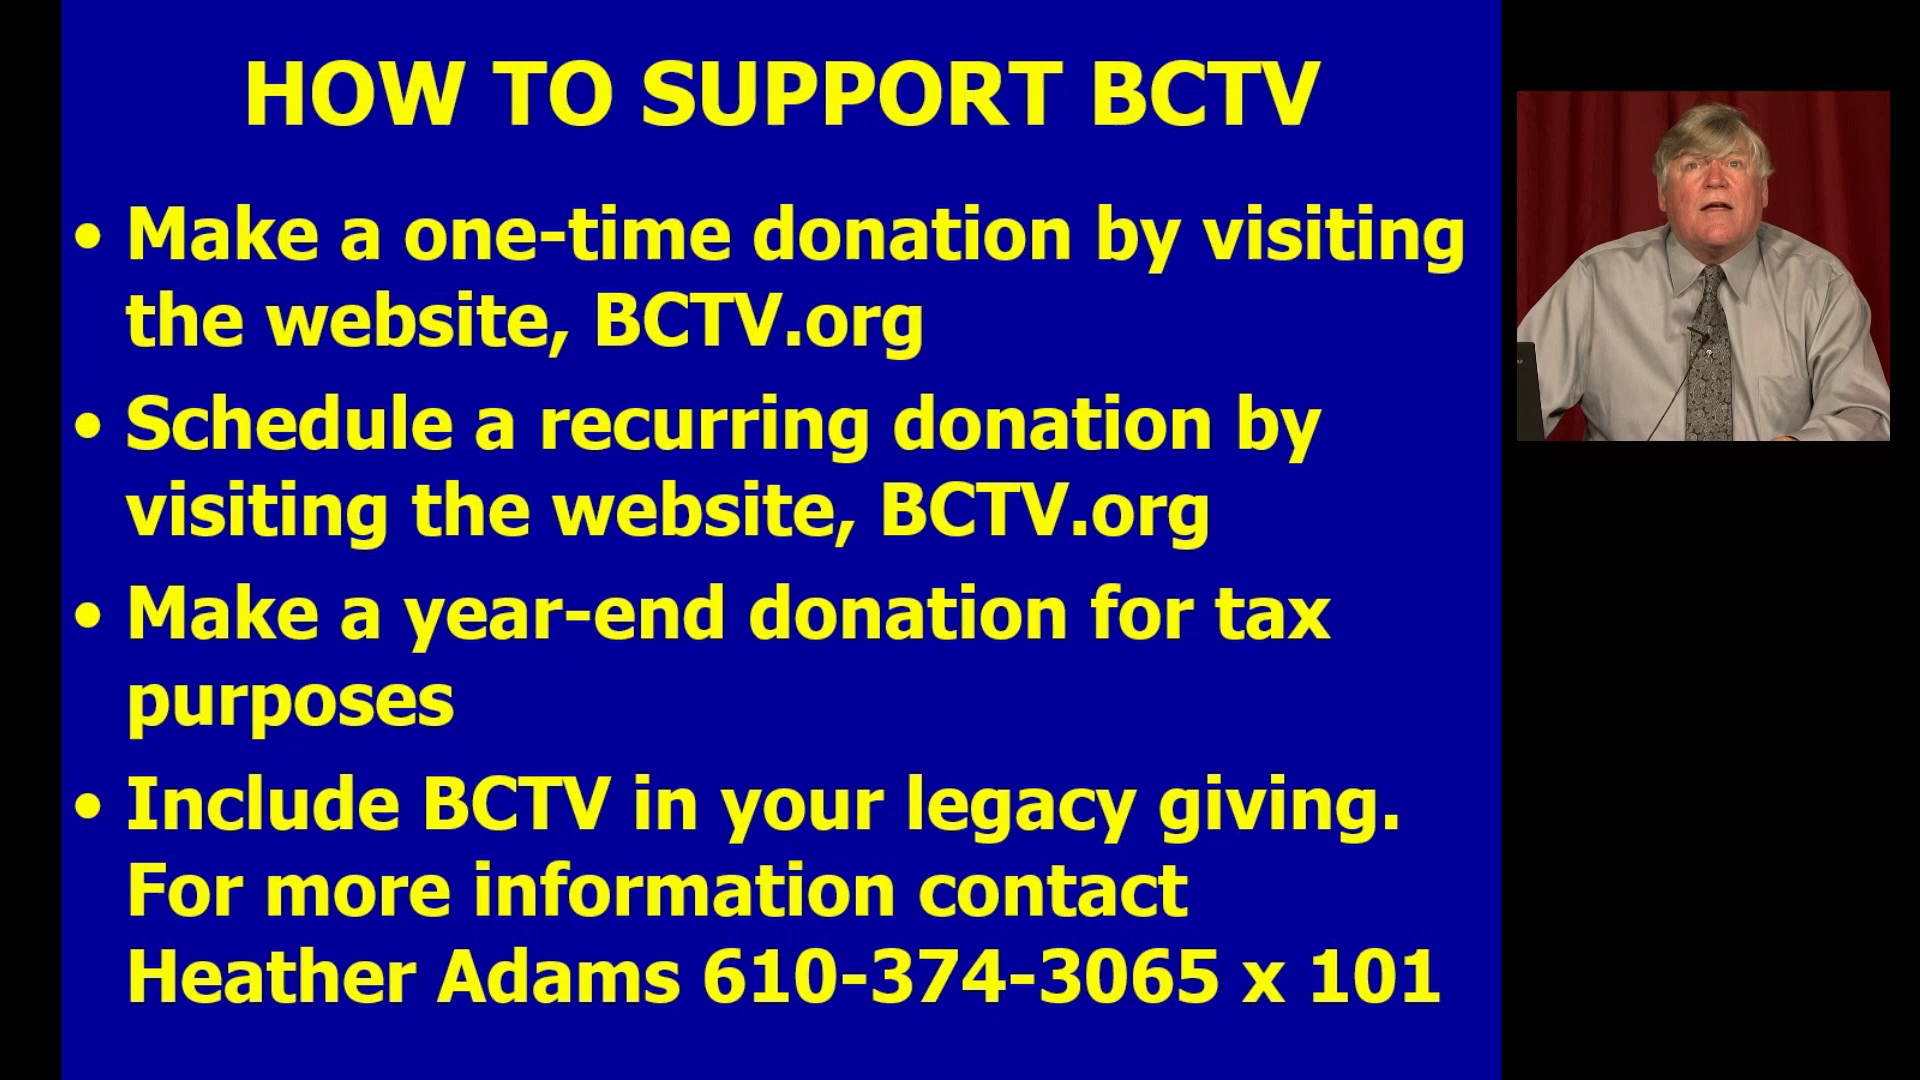 HOW TO SUPPORT BCTV
• Make a one-time donation by visiting
the website, BCTV.org
• Schedule a recurring donation by
visiting the website, BCTV.org
• Make a year-end donation for tax
purposes
• Include BCTV in your legacy giving.
For more information contact
Heather Adams 610-374-3065 x 101